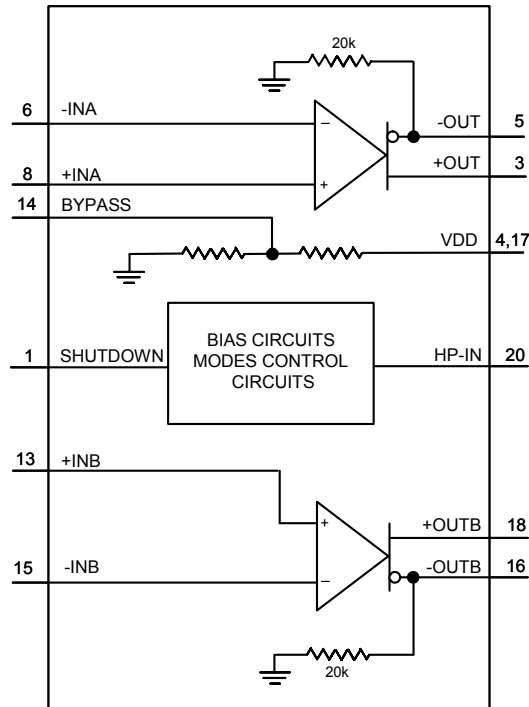 20k
6 -INA
-OUT 5
−
+OUT 3
8 +INA
+
14 BYPASS
VDD 4,17
BIAS CIRCUITS
MODES CONTROL
CIRCUITS
1 SHUTDOWN
HP-IN 20
13 +INB
+
+OUTB 18
15 -INB
−
-OUTB 16
20k